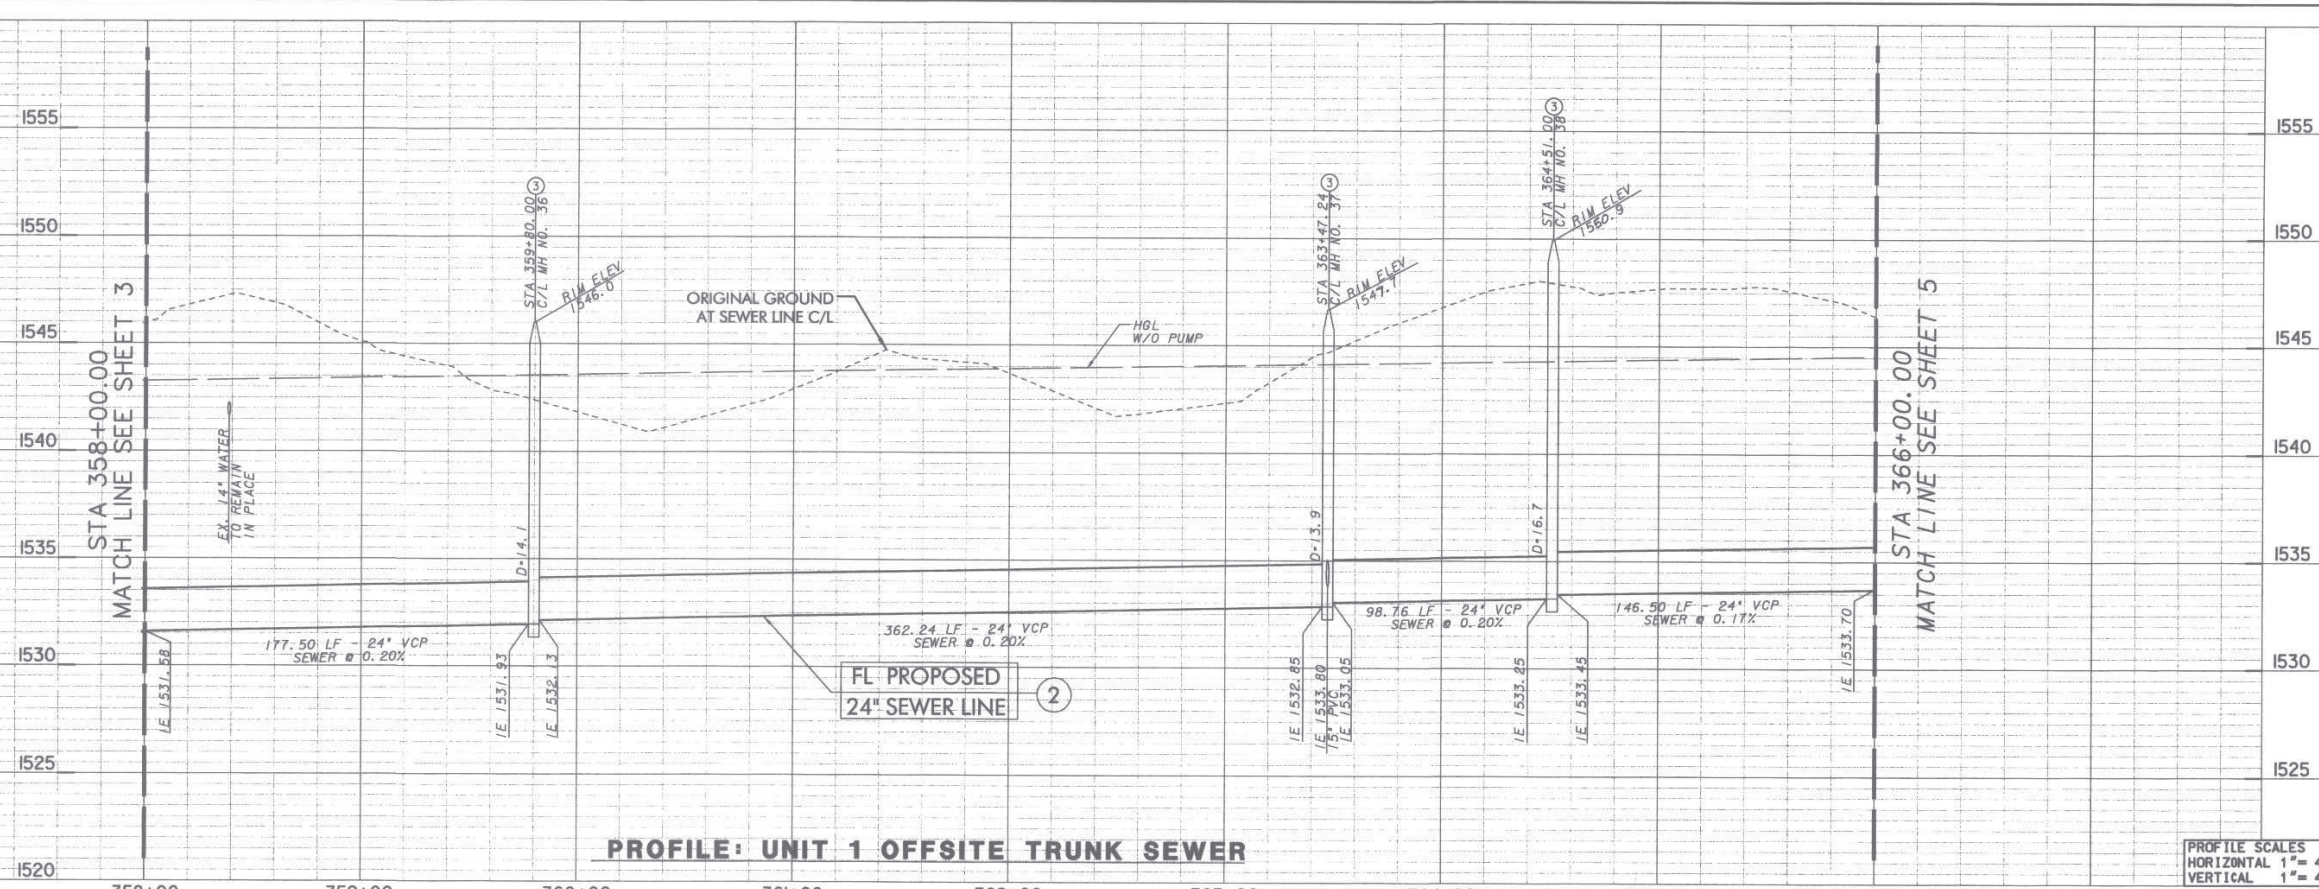 1555
1550
1545
1540
1535
1530
1525
1520
STA 358+00.00
MATCH LINE SEE SHEET 3
EX. 14" WATER
TO REMAIN
IN PLACE
3
STA 359+80.00
C/L MH NO. 36
RIM ELEV
1546.0
ORIGINAL GROUND
AT SEWER LINE C/L
HGL
W/O PUMP
3
STA 363+47.24
C/L MH NO. 37
RIM ELEV
1547.7
3
STA 364+51.00
C/L MH NO. 38
RIM ELEV
1560.9
D=14.1
D=13.9
D=16.7
IE 1531.58
177.50 LF - 24" VCP
SEWER @ 0.20%
IE 1531.93
IE 1532.13
362.24 LF - 24" VCP
SEWER @ 0.20%
FL PROPOSED
24" SEWER LINE
2
IE 1532.85
IE 1533.80
15" PVC
IE 1533.05
98.76 LF - 24" VCP
SEWER @ 0.20%
IE 1533.25
IE 1533.45
146.50 LF - 24" VCP
SEWER @ 0.17%
IE 1533.70
STA 366+00.00
MATCH LINE SEE SHEET 5
1555
1550
1545
1540
1535
1530
1525
PROFILE: UNIT 1 OFFSITE TRUNK SEWER
PROFILE SCALES
HORIZONTAL 1"=
VERTICAL 1"=